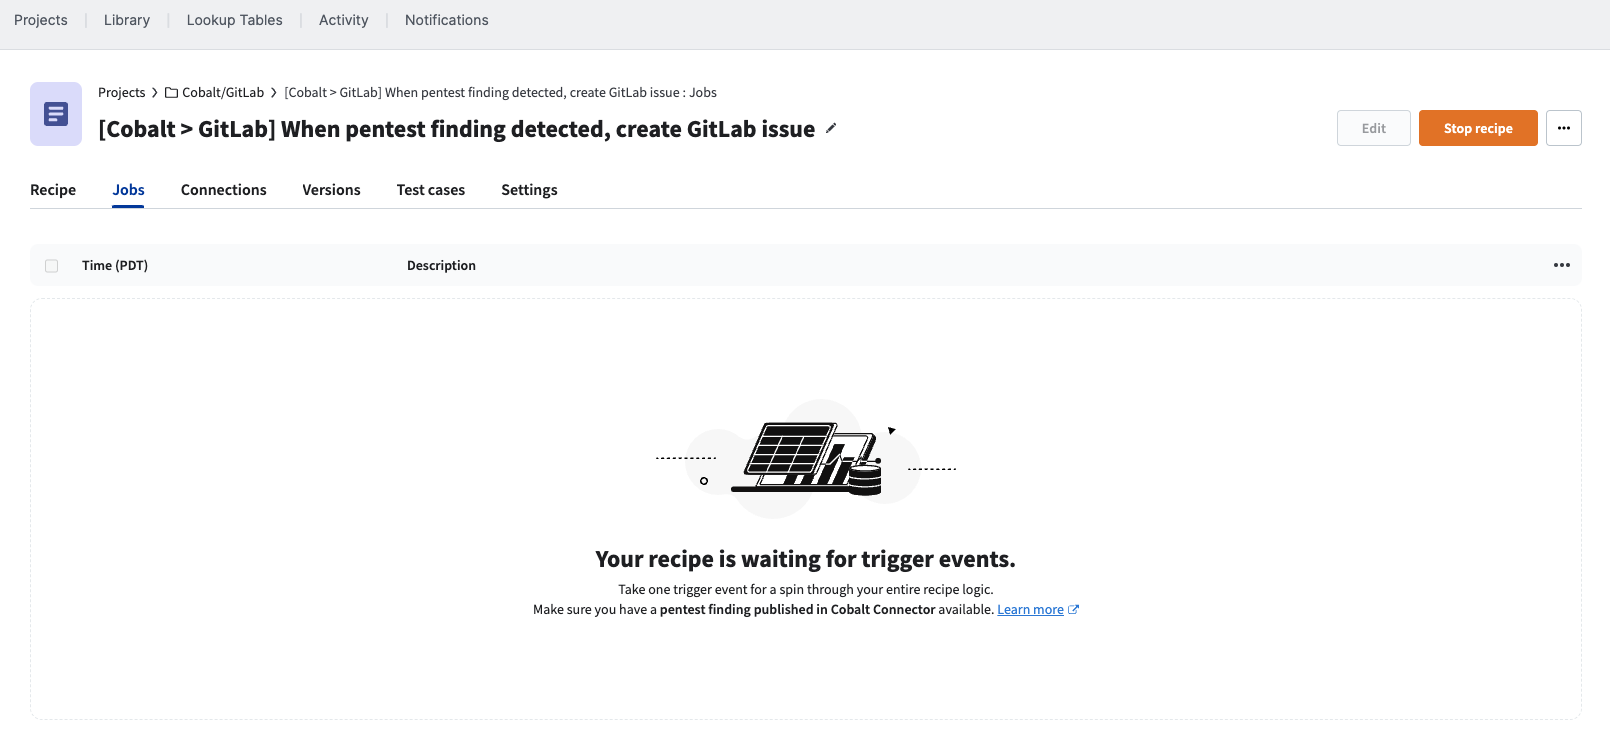 Projects | Library | Lookup Tables | Activity | Notifications
Projects > Cobalt/GitLab > [Cobalt > GitLab] When pentest finding detected, create GitLab issue : Jobs
[Cobalt > GitLab] When pentest finding detected, create GitLab issue
Edit Stop recipe ...
Recipe Jobs Connections Versions Test cases Settings
Time (PDT) Description ...
Your recipe is waiting for trigger events.
Take one trigger event for a spin through your entire recipe logic.
Make sure you have a pentest finding published in Cobalt Connector available. Learn more